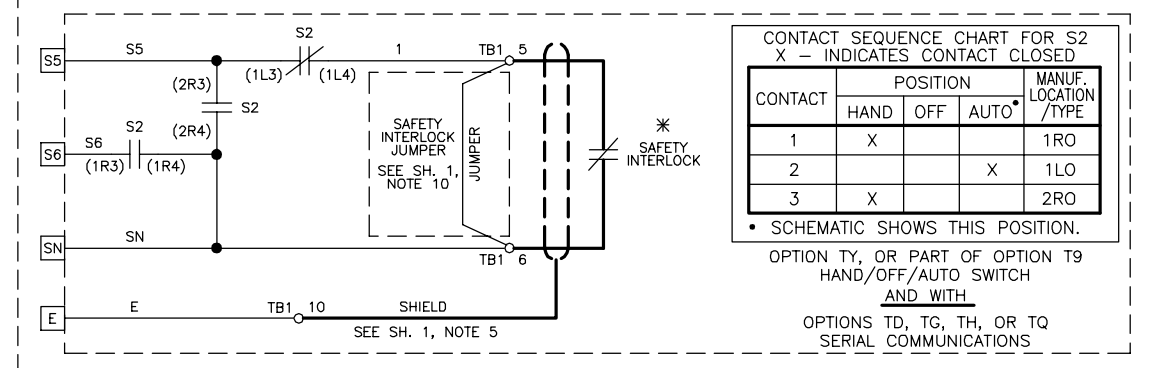 S5
S5
S2
(1L3)
(1L4)
1
TB1
5
(2R3)
S2
(2R4)
S6
S6
S2
(1R3)
(1R4)
SAFETY
INTERLOCK
JUMPER
SEE SH. 1,
NOTE 10
JUMPER
*
SAFETY
INTERLOCK
SN
SN
TB1
6
E
E
TB1
10
SHIELD
SEE SH. 1, NOTE 5
CONTACT SEQUENCE CHART FOR S2
X – INDICATES CONTACT CLOSED
CONTACT
POSITION
MANUF.
LOCATION
/TYPE
HAND OFF AUTO•
1 X 1RO
2 X 1LO
3 X 2RO
• SCHEMATIC SHOWS THIS POSITION.
OPTION TY, OR PART OF OPTION T9
HAND/OFF/AUTO SWITCH
AND WITH
OPTIONS TD, TG, TH, OR TQ
SERIAL COMMUNICATIONS